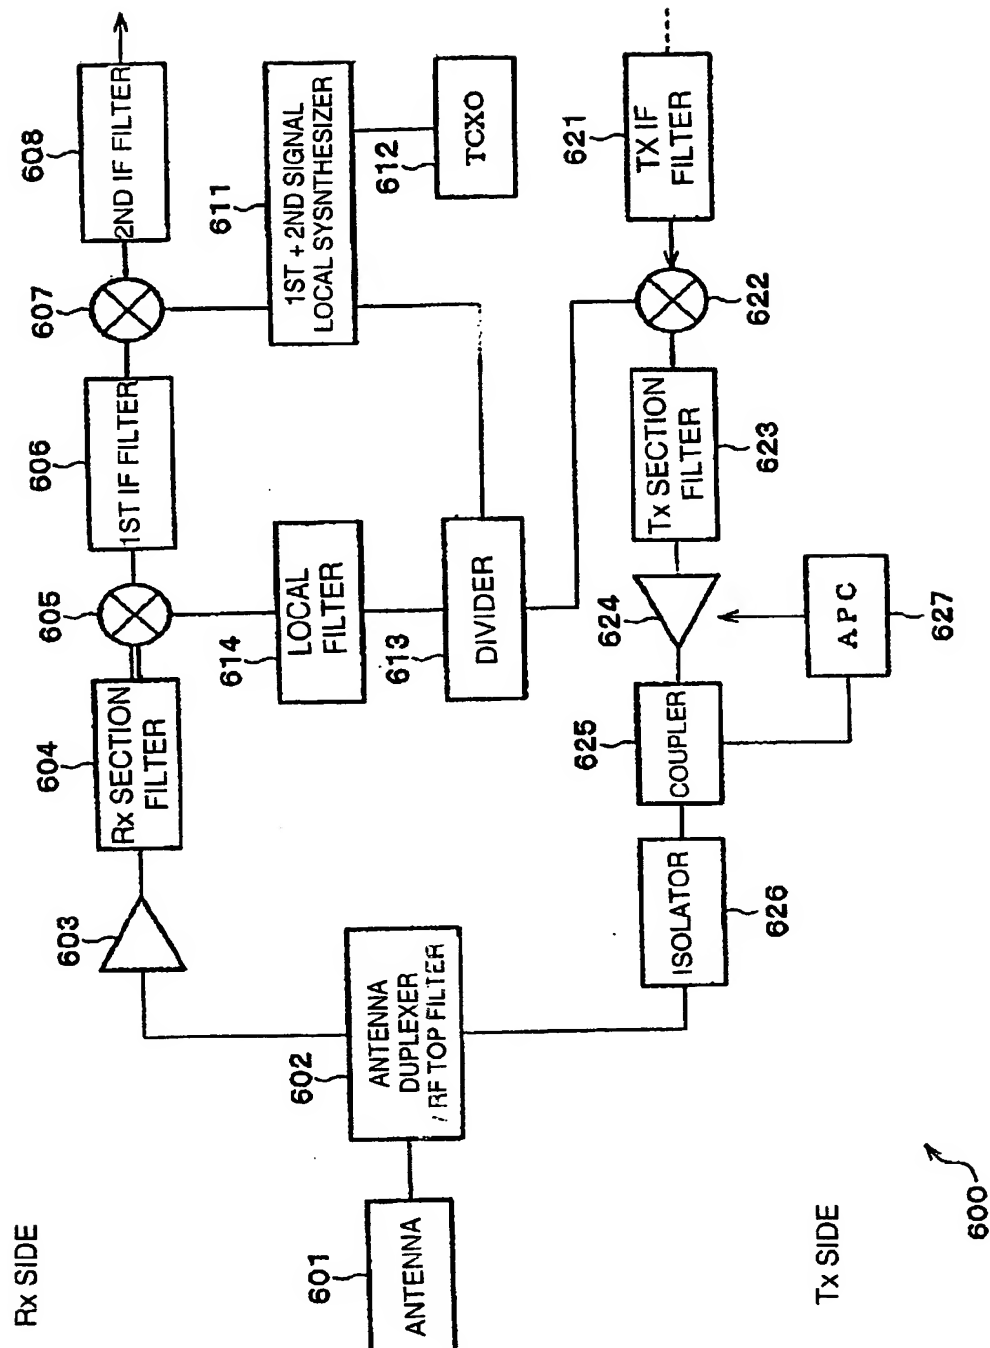 Rx SIDE
601
ANTENNA
602
ANTENNA
DUPLEXER
/ RF TOP FILTER
603
604
Rx SECTION
FILTER
605
606
1ST IF FILTER
607
608
2ND IF FILTER
611
1ST + 2ND SIGNAL
LOCAL SYSNTHESIZER
612
TCXO
613
DIVIDER
614
LOCAL
FILTER
621
TX IF
FILTER
622
623
Tx SECTION
FILTER
624
625
COUPLER
626
ISOLATOR
627
APC
Tx SIDE
600